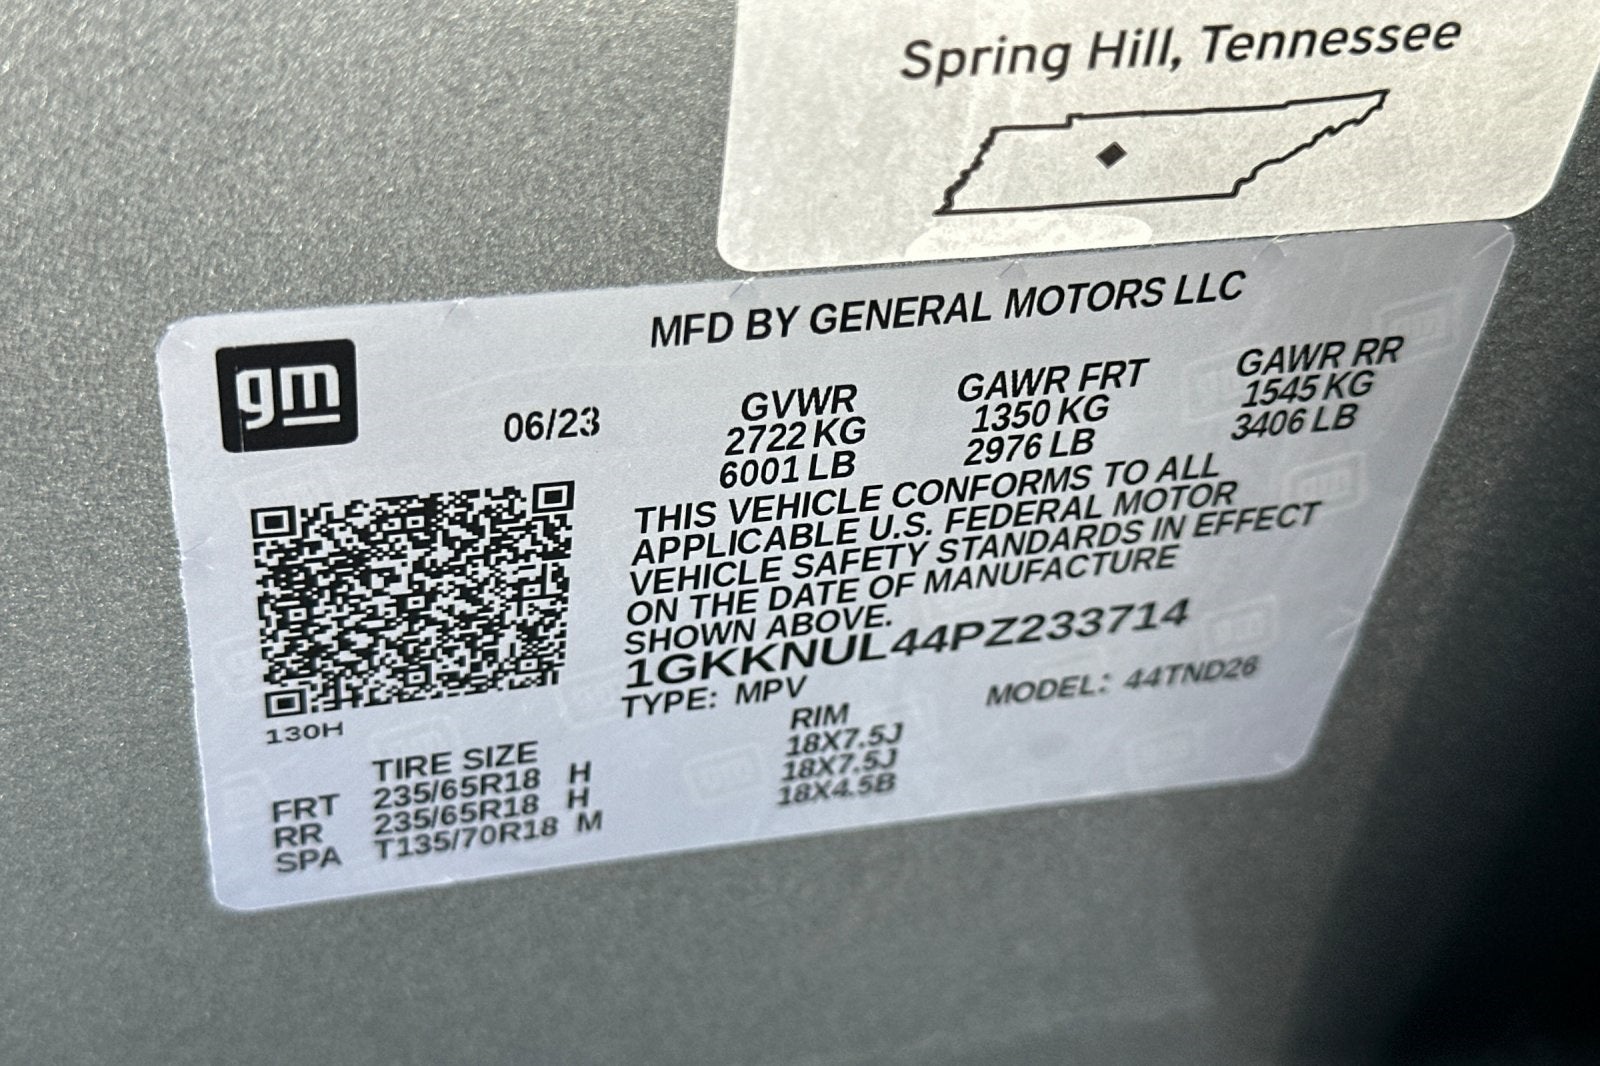 Spring Hill, Tennessee
gm
MFD BY GENERAL MOTORS LLC
06/23
GVWR GAWR FRT GAWR RR
2722 KG 1350 KG 1545 KG
6001 LB 2976 LB 3406 LB
THIS VEHICLE CONFORMS TO ALL
APPLICABLE U.S. FEDERAL MOTOR
VEHICLE SAFETY STANDARDS IN EFFECT
ON THE DATE OF MANUFACTURE
SHOWN ABOVE.
1GKKNUL44PZ233714
TYPE: MPV MODEL: 44TND26
130H
TIRE SIZE RIM
FRT 235/65R18 H 18X7.5J
RR 235/65R18 H 18X7.5J
SPA T135/70R18 M 18X4.5B